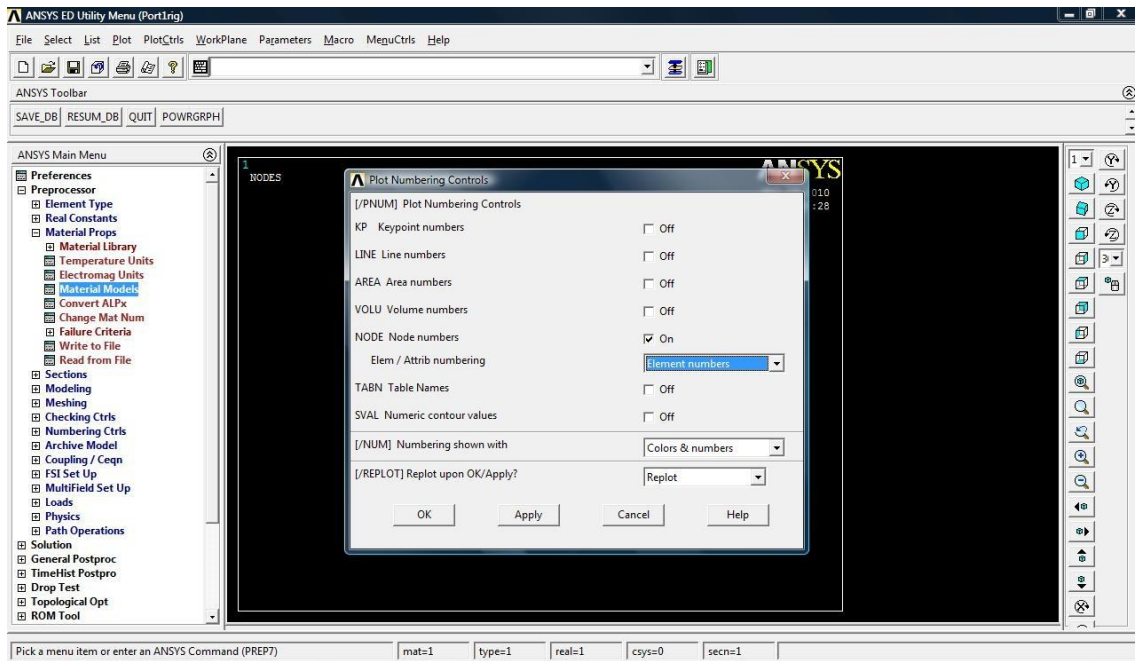 ANSYS ED Utility Menu (Port1rig)
File Select List Plot PlotCtrls WorkPlane Parameters Macro MenuCtrls Help
ANSYS Toolbar
SAVE_DB RESUM_DB QUIT POWRGRPH
ANSYS Main Menu
Preferences
Preprocessor
Element Type
Real Constants
Material Props
Material Library
Temperature Units
Electromag Units
Material Models
Convert ALPx
Change Mat Num
Failure Criteria
Write to File
Read from File
Sections
Modeling
Meshing
Checking Ctrls
Numbering Ctrls
Archive Model
Coupling / Ceqn
FSI Set Up
MultiField Set Up
Loads
Physics
Path Operations
Solution
General Postproc
TimeHist Postpro
Drop Test
Topological Opt
ROM Tool
1
NODES
ANSYS
010
:28
Plot Numbering Controls
[/PNUM] Plot Numbering Controls
KP Keypoint numbers Off
LINE Line numbers Off
AREA Area numbers Off
VOLU Volume numbers Off
NODE Node numbers On
Elem / Attrib numbering Element numbers
TABN Table Names Off
SVAL Numeric contour values Off
[/NUM] Numbering shown with Colors & numbers
[/REPLOT] Replot upon OK/Apply? Replot
OK Apply Cancel Help
1
3
Pick a menu item or enter an ANSYS Command (PREP7) mat=1 type=1 real=1 csys=0 secn=1